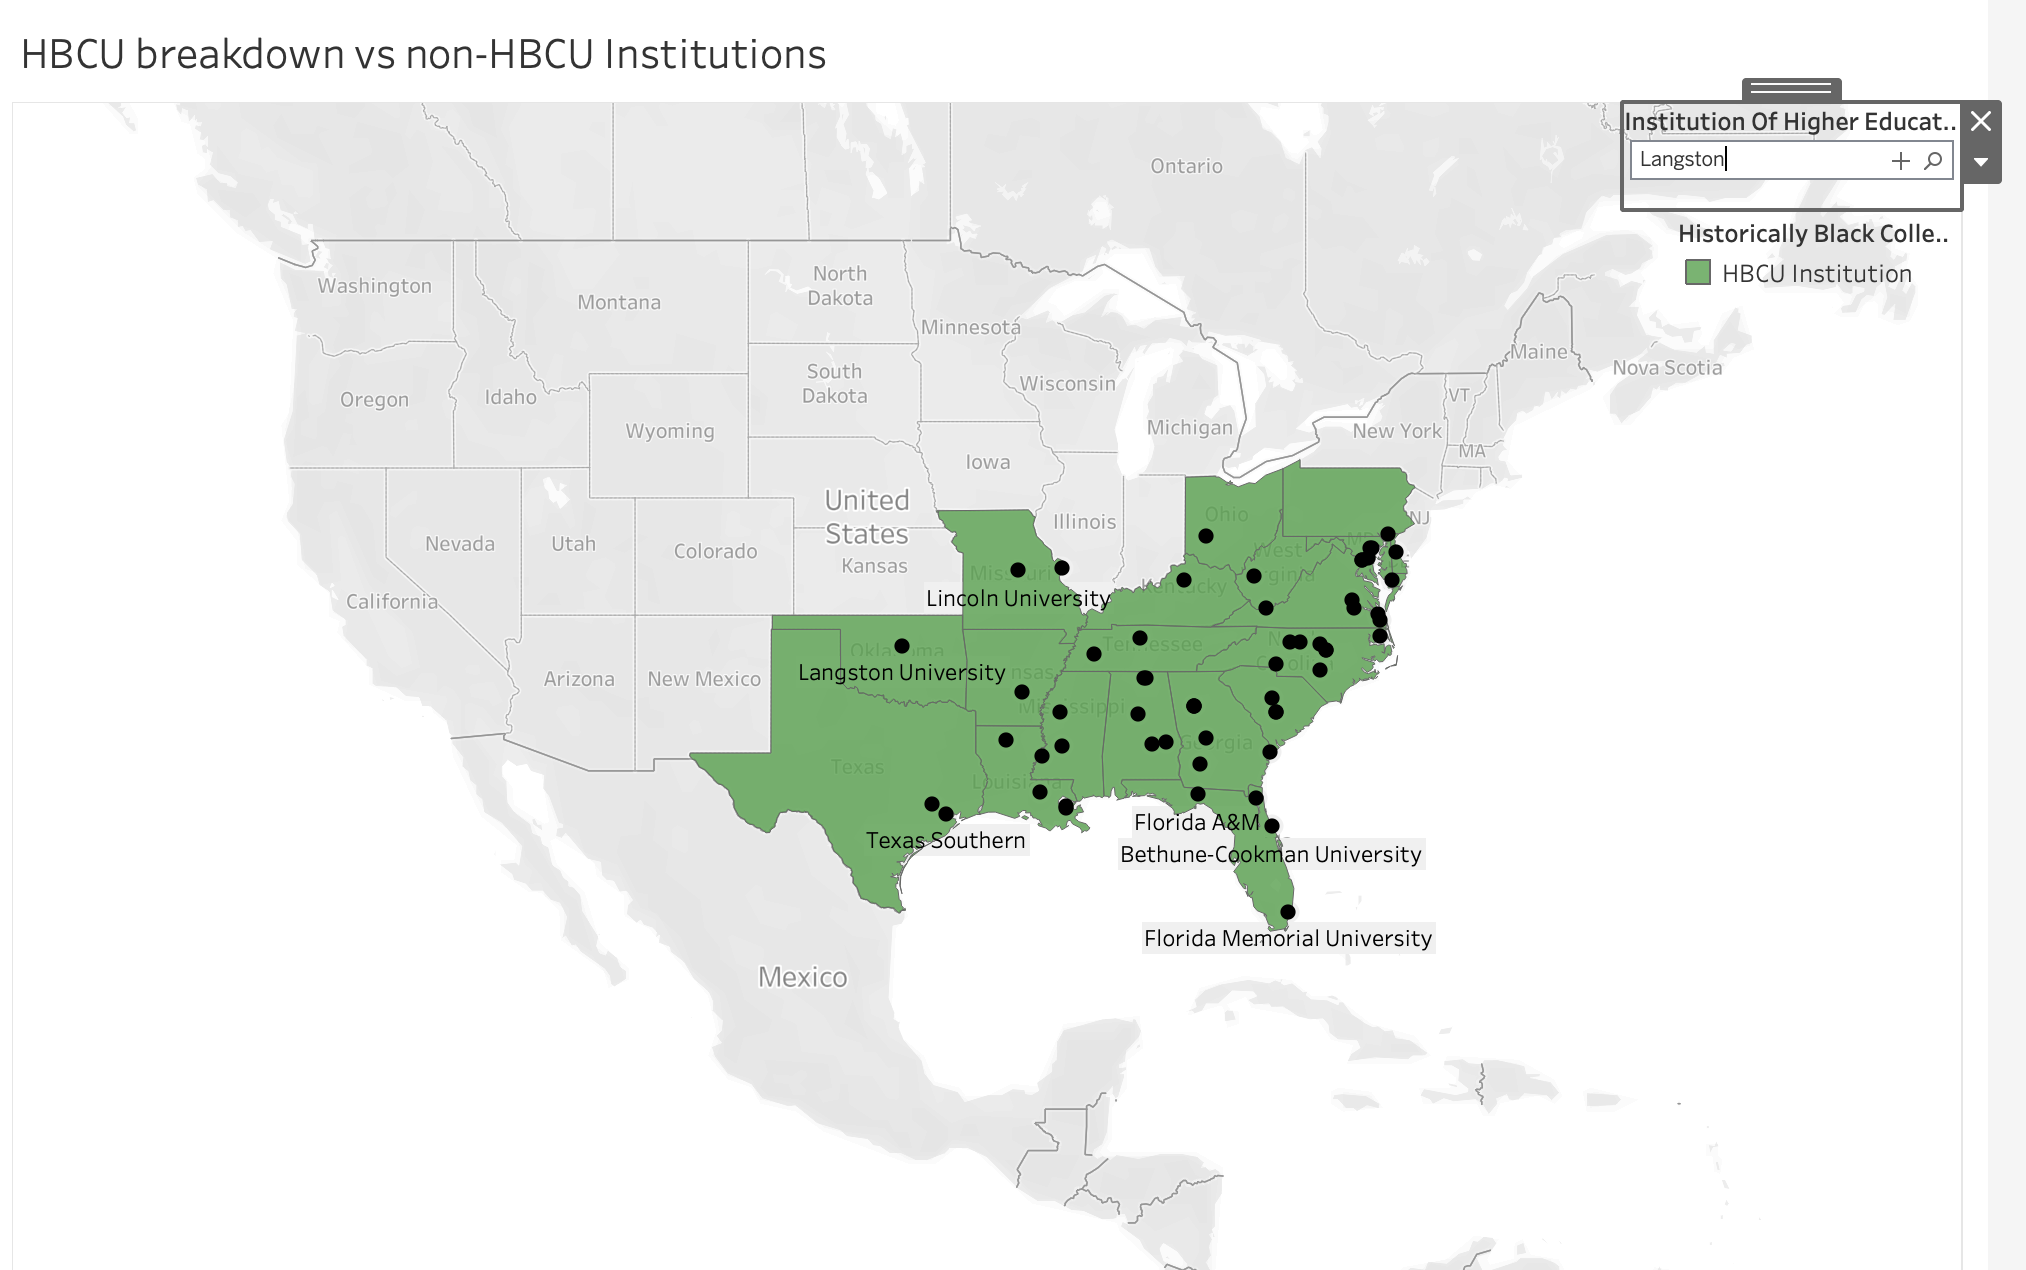 HBCU breakdown vs non-HBCU Institutions
Institution Of Higher Educat..
Langston
Historically Black Colle..
HBCU Institution
Ontario
Washington
Montana
North
Dakota
Minnesota
Maine
Nova Scotia
Oregon
Idaho
South
Dakota
Wisconsin
VT
Wyoming
Michigan
New York
MA
Iowa
United
States
Illinois
Ohio
NJ
Nevada
Utah
Colorado
Kansas
West
California
Lincoln University
Kentucky
Tennessee
Oklahoma
Langston University
Arizona
New Mexico
Mississippi
Texas
Georgia
Louisiana
Texas Southern
Florida A&M
Bethune-Cookman University
Florida Memorial University
Mexico